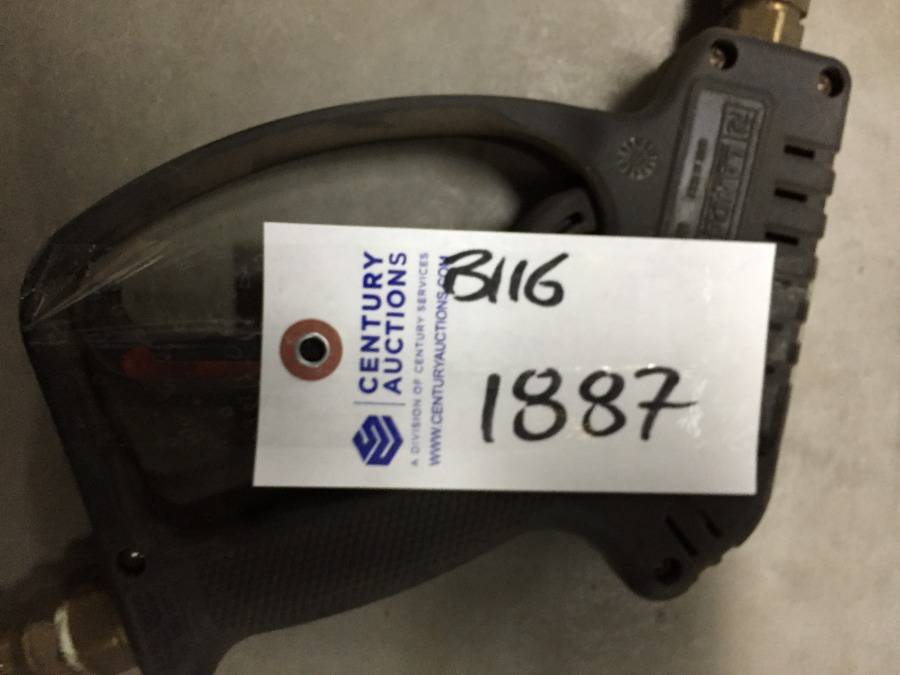 CENTURY
AUCTIONS
A DIVISION OF CENTURY SERVICES
WWW.CENTURYAUCTIONS.COM
B116
1887